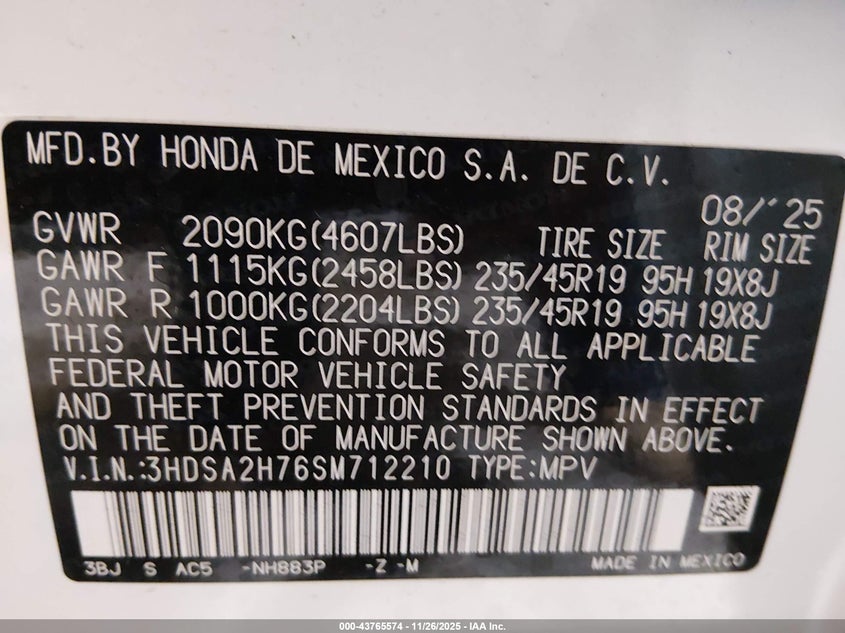 MFD.BY HONDA DE MEXICO S.A. DE C.V.
08/'25
GVWR 2090KG(4607LBS) TIRE SIZE RIM SIZE
GAWR F 1115KG(2458LBS) 235/45R19 95H 19X8J
GAWR R 1000KG(2204LBS) 235/45R19 95H 19X8J
THIS VEHICLE CONFORMS TO ALL APPLICABLE
FEDERAL MOTOR VEHICLE SAFETY
AND THEFT PREVENTION STANDARDS IN EFFECT
ON THE DATE OF MANUFACTURE SHOWN ABOVE.
V.I.N.:3HDSA2H76SM712210 TYPE:MPV
3BJ S AC5 -NH883P -Z -M MADE IN MEXICO
000-43765574 | 11/26/2025 | IAA Inc.